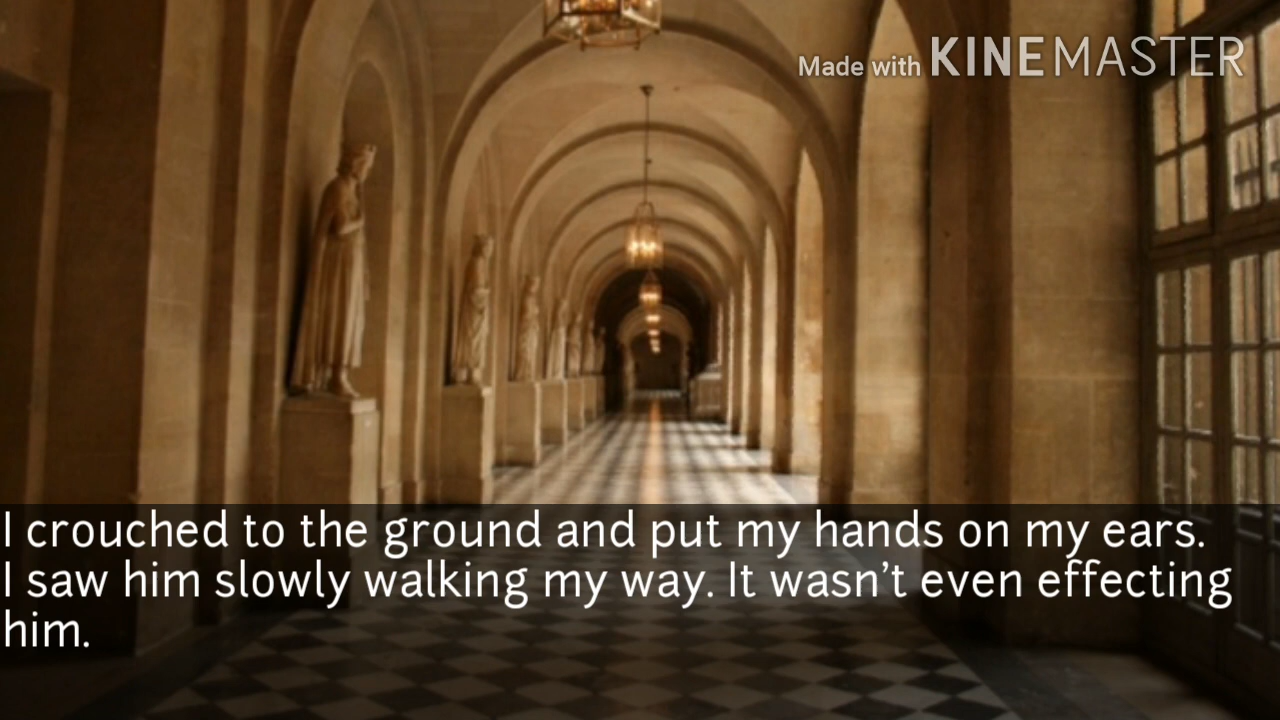 Made with KINEMASTER
I crouched to the ground and put my hands on my ears.
I saw him slowly walking my way. It wasn't even effecting
him.